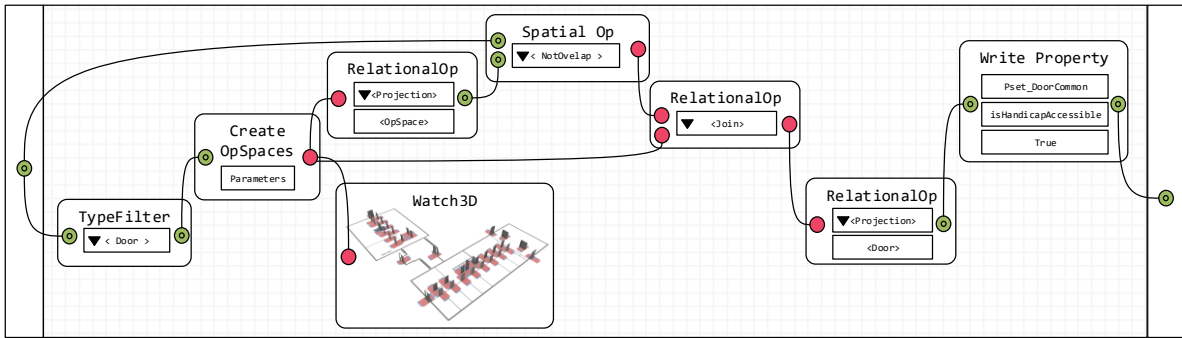 Spatial Op
< NotOvelap >
RelationalOp
<Projection>
<OpSpace>
Create
OpSpaces
Parameters
TypeFilter
< Door >
Watch3D
RelationalOp
<Join>
RelationalOp
<Projection>
<Door>
Write Property
Pset_DoorCommon
isHandicapAccessible
True